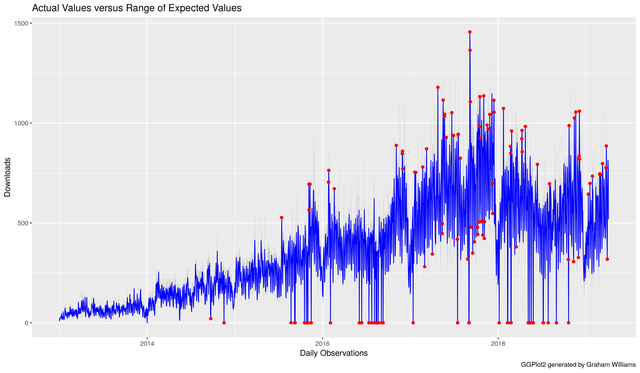 Actual Values versus Range of Expected Values
1500
1000
500
0
Downloads
2014
2016
2018
Daily Observations
GGPlot2 generated by Graham Williams